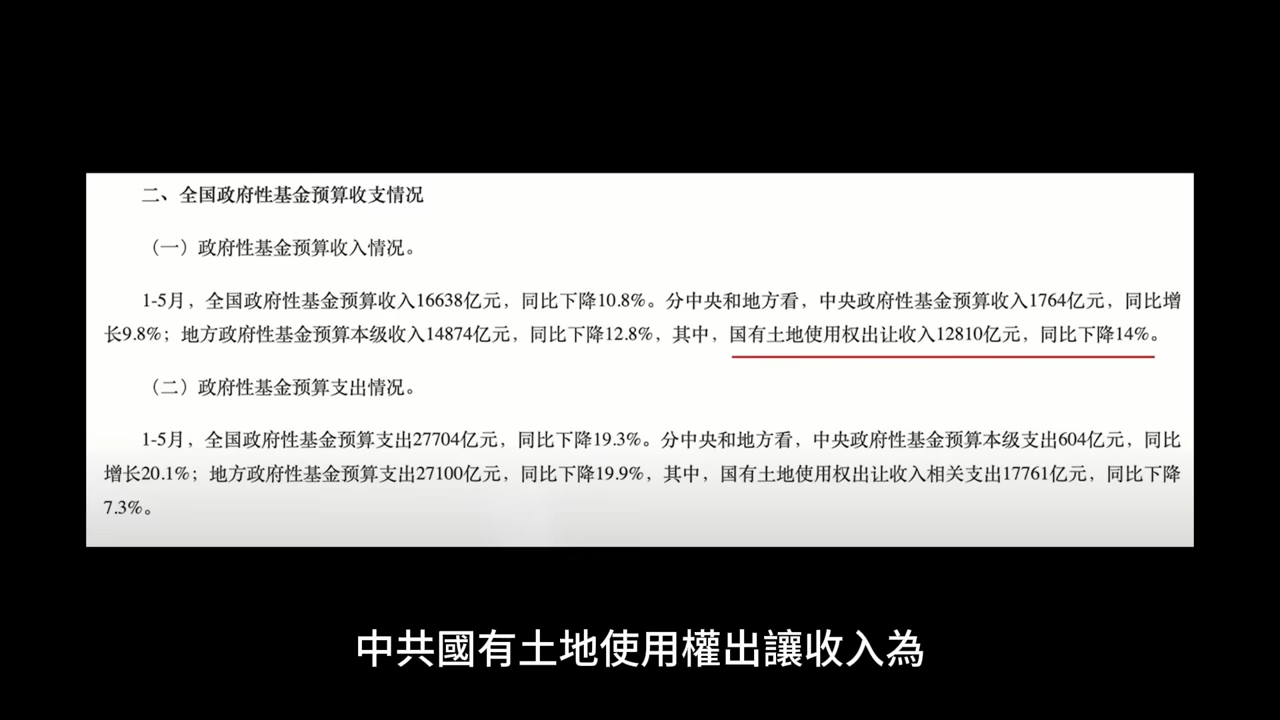 二、全国政府性基金预算收支情况
（一）政府性基金预算收入情况。
1-5月，全国政府性基金预算收入16638亿元，同比下降10.8%。分中央和地方看，中央政府性基金预算收入1764亿元，同比增
长9.8%；地方政府性基金预算本级收入14874亿元，同比下降12.8%，其中，国有土地使用权出让收入12810亿元，同比下降14%。
（二）政府性基金预算支出情况。
1-5月，全国政府性基金预算支出27704亿元，同比下降19.3%。分中央和地方看，中央政府性基金预算本级支出604亿元，同比
增长20.1%；地方政府性基金预算支出27100亿元，同比下降19.9%，其中，国有土地使用权出让收入相关支出17761亿元，同比下降
7.3%。
中共國有土地使用權出讓收入為